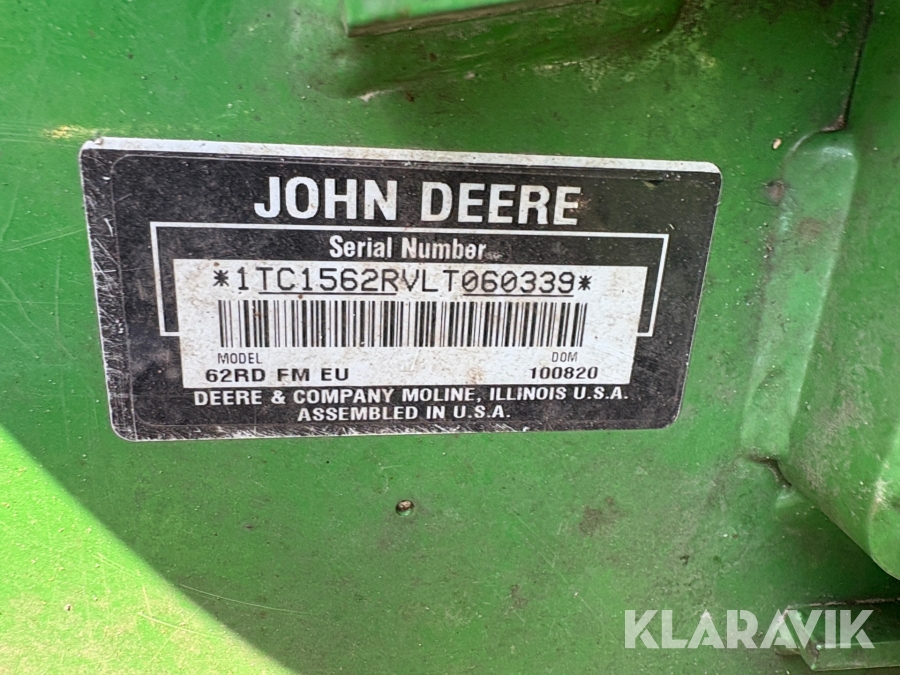 JOHN DEERE
Serial Number
*1TC1562RVLT060339*
MODEL DOM
62RD FM EU 100820
DEERE & COMPANY MOLINE, ILLINOIS U.S.A.
ASSEMBLED IN U.S.A.
KLARAVIK